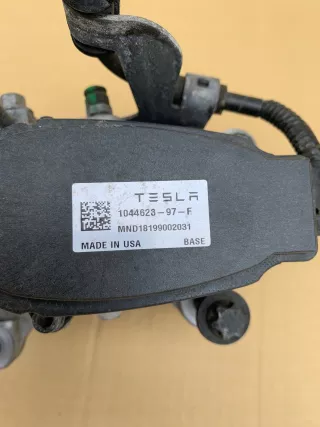 TESLA
1044623-97-F
MND18199002031
MADE IN USA BASE